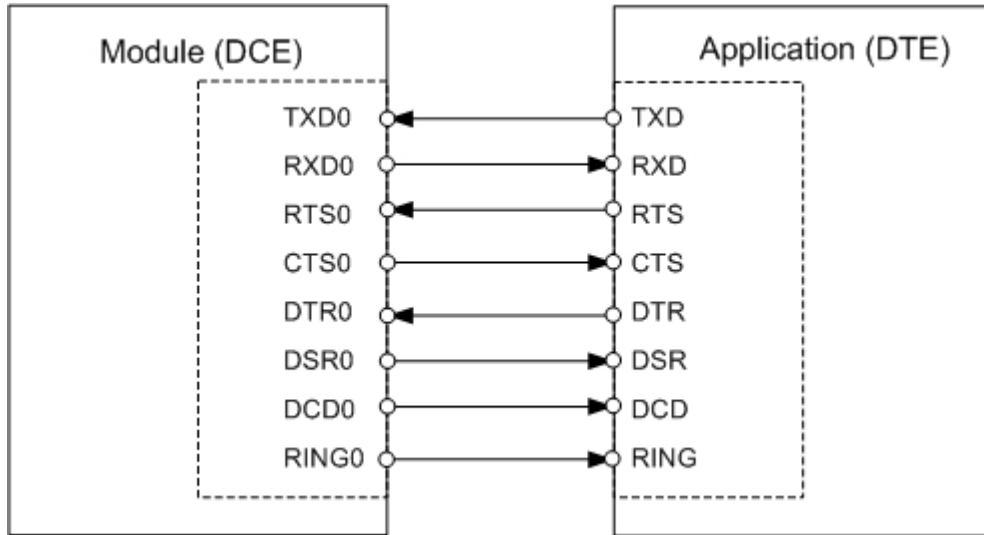 Module (DCE) Application (DTE)
TXD0 TXD
RXD0 RXD
RTS0 RTS
CTS0 CTS
DTR0 DTR
DSR0 DSR
DCD0 DCD
RING0 RING